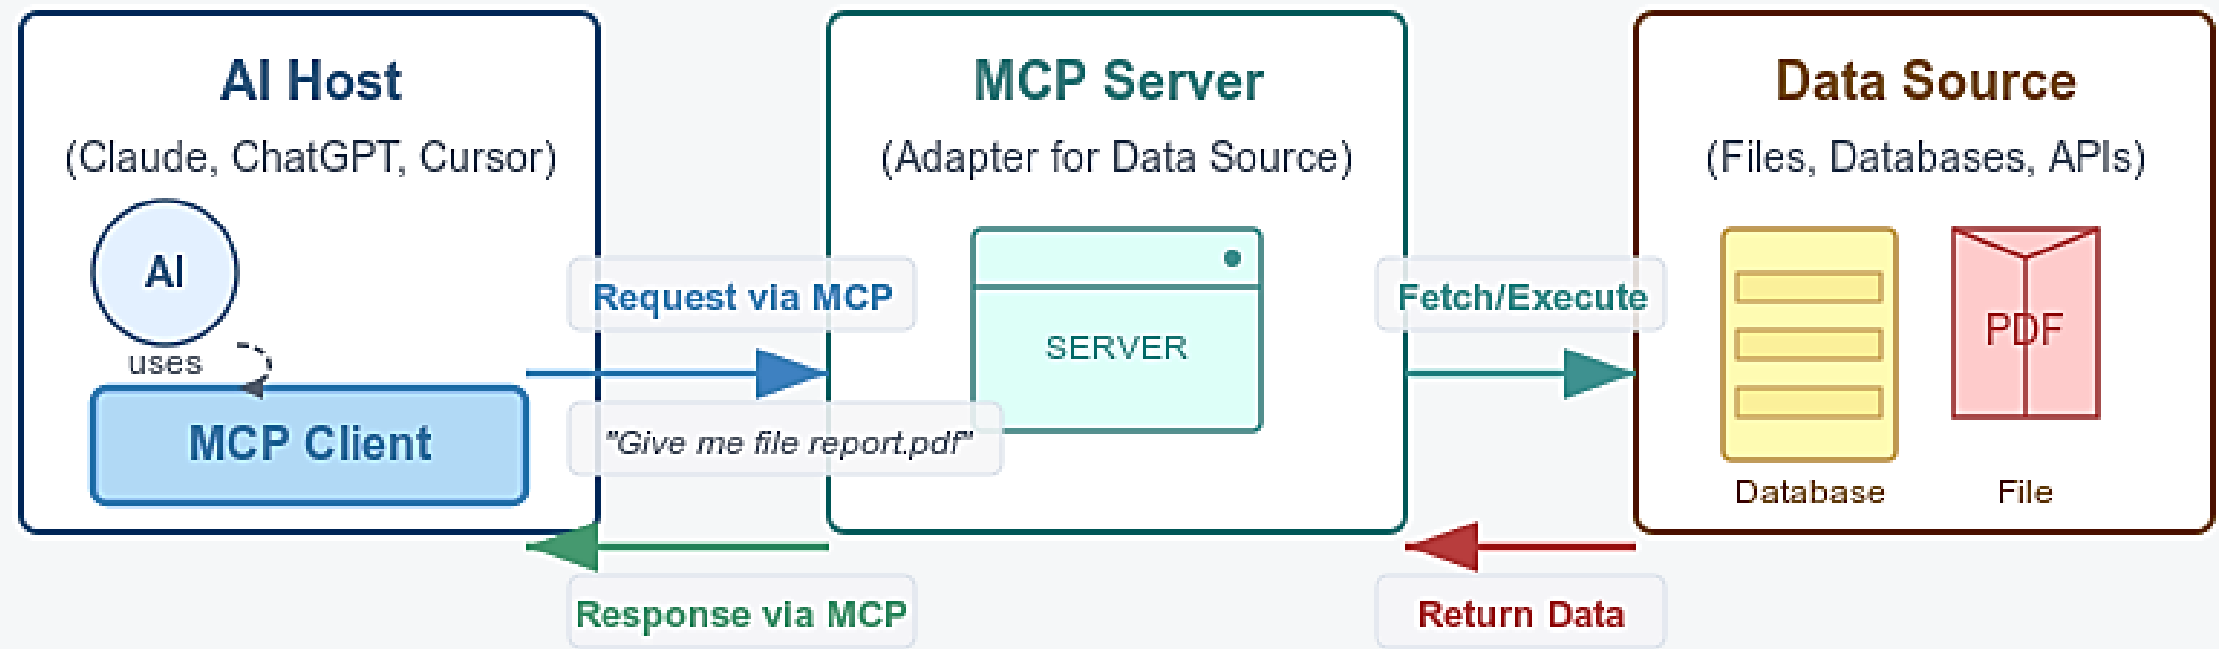 AI Host
(Claude, ChatGPT, Cursor)
AI
uses
MCP Client
Request via MCP
"Give me file report.pdf"
Response via MCP
MCP Server
(Adapter for Data Source)
SERVER
Fetch/Execute
Return Data
Data Source
(Files, Databases, APIs)
PDF
Database
File